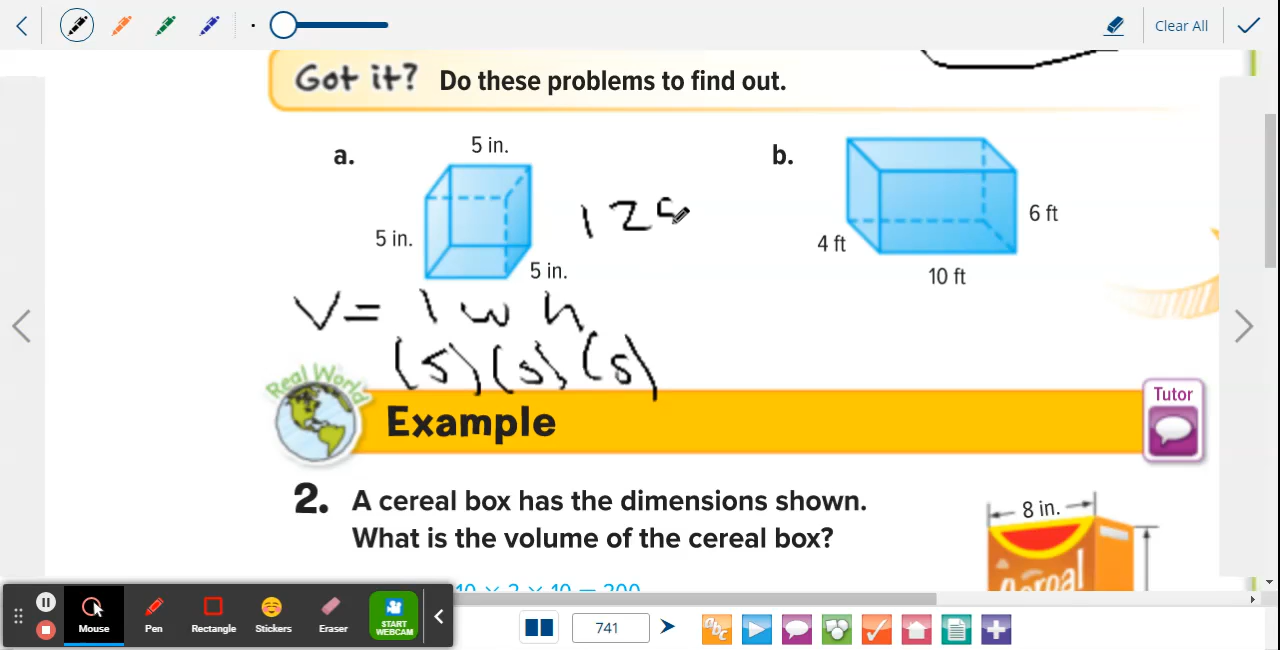 Clear All
Got it? Do these problems to find out.
a.
5 in.
5 in.
5 in.
125
V = l w h
(5)(5)(5)
b.
6 ft
4 ft
10 ft
Real World
Example
Tutor
2. A cereal box has the dimensions shown.
What is the volume of the cereal box?
8 in.
Cereal
Mouse
Pen
Rectangle
Stickers
Eraser
START
WEBCAM
741
abc